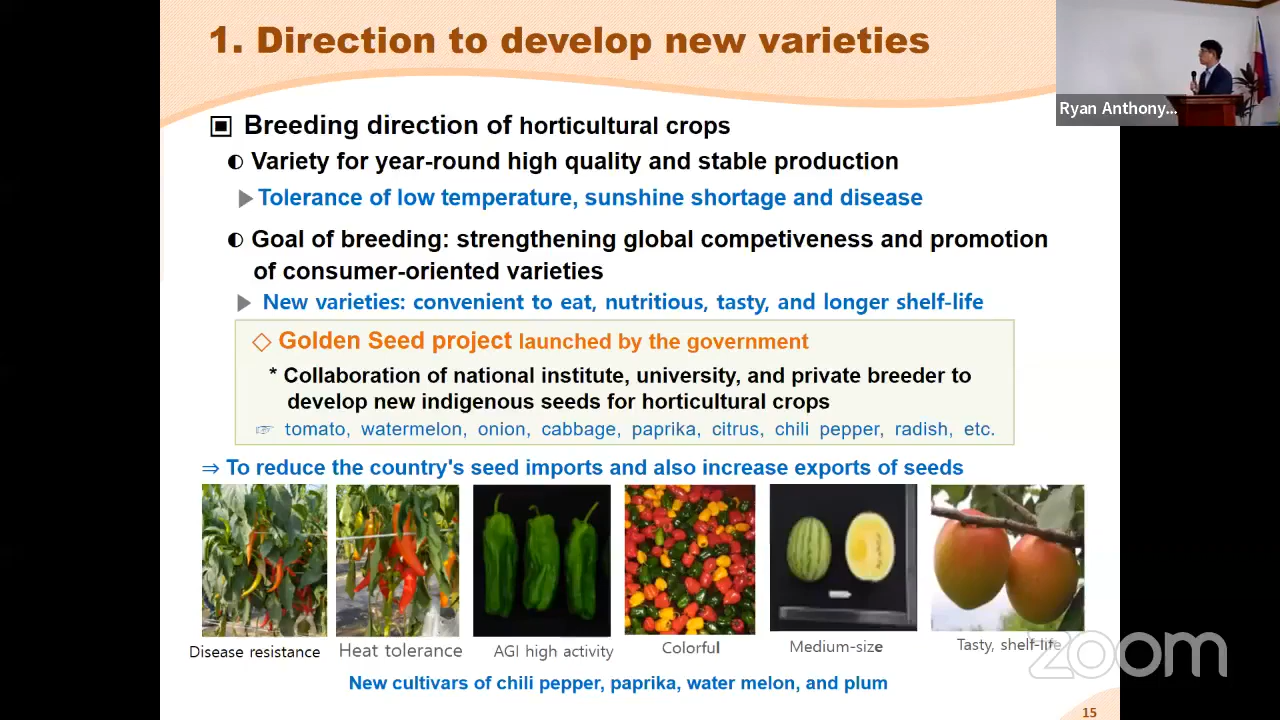 1. Direction to develop new varieties
Ryan Anthony...
▣ Breeding direction of horticultural crops
◐ Variety for year-round high quality and stable production
▶ Tolerance of low temperature, sunshine shortage and disease
◐ Goal of breeding: strengthening global competiveness and promotion
of consumer-oriented varieties
▶ New varieties: convenient to eat, nutritious, tasty, and longer shelf-life
◇ Golden Seed project launched by the government
* Collaboration of national institute, university, and private breeder to
develop new indigenous seeds for horticultural crops
☞ tomato, watermelon, onion, cabbage, paprika, citrus, chili pepper, radish, etc.
⇒ To reduce the country's seed imports and also increase exports of seeds
Disease resistance
Heat tolerance
AGI high activity
Colorful
Medium-size
Tasty, shelf-life
New cultivars of chili pepper, paprika, water melon, and plum
zoom
15